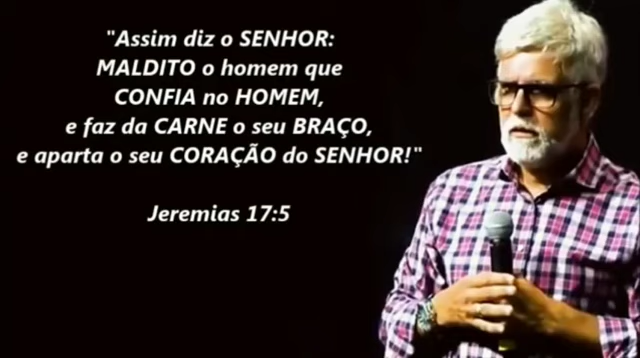 "Assim diz o SENHOR:
MALDITO o homem que
CONFIA no HOMEM,
e faz da CARNE o seu BRAÇO,
e aparta o seu CORAÇÃO do SENHOR!"
Jeremias 17:5